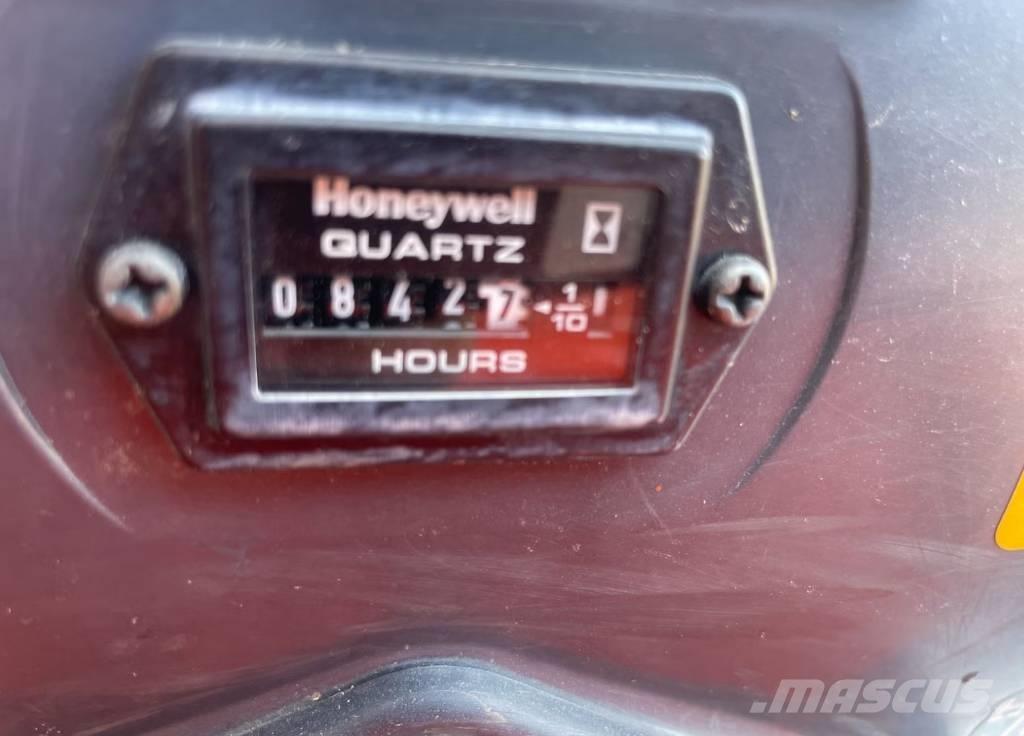 Honeywell
QUARTZ
0 8 4 2 7 1/10
HOURS
MASCUS